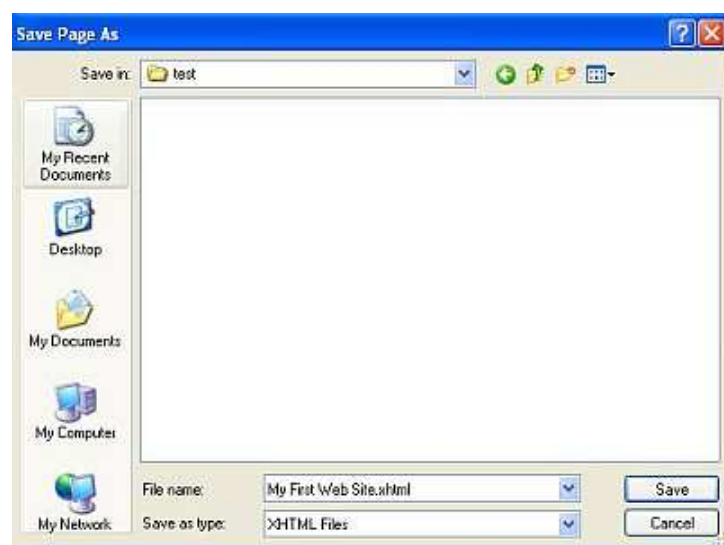 Save Page As
Save in:
test
My Recent
Documents
Desktop
My Documents
My Computer
My Network
File name:
My First Web Site.xhtml
Save
Save as type:
XHTML Files
Cancel